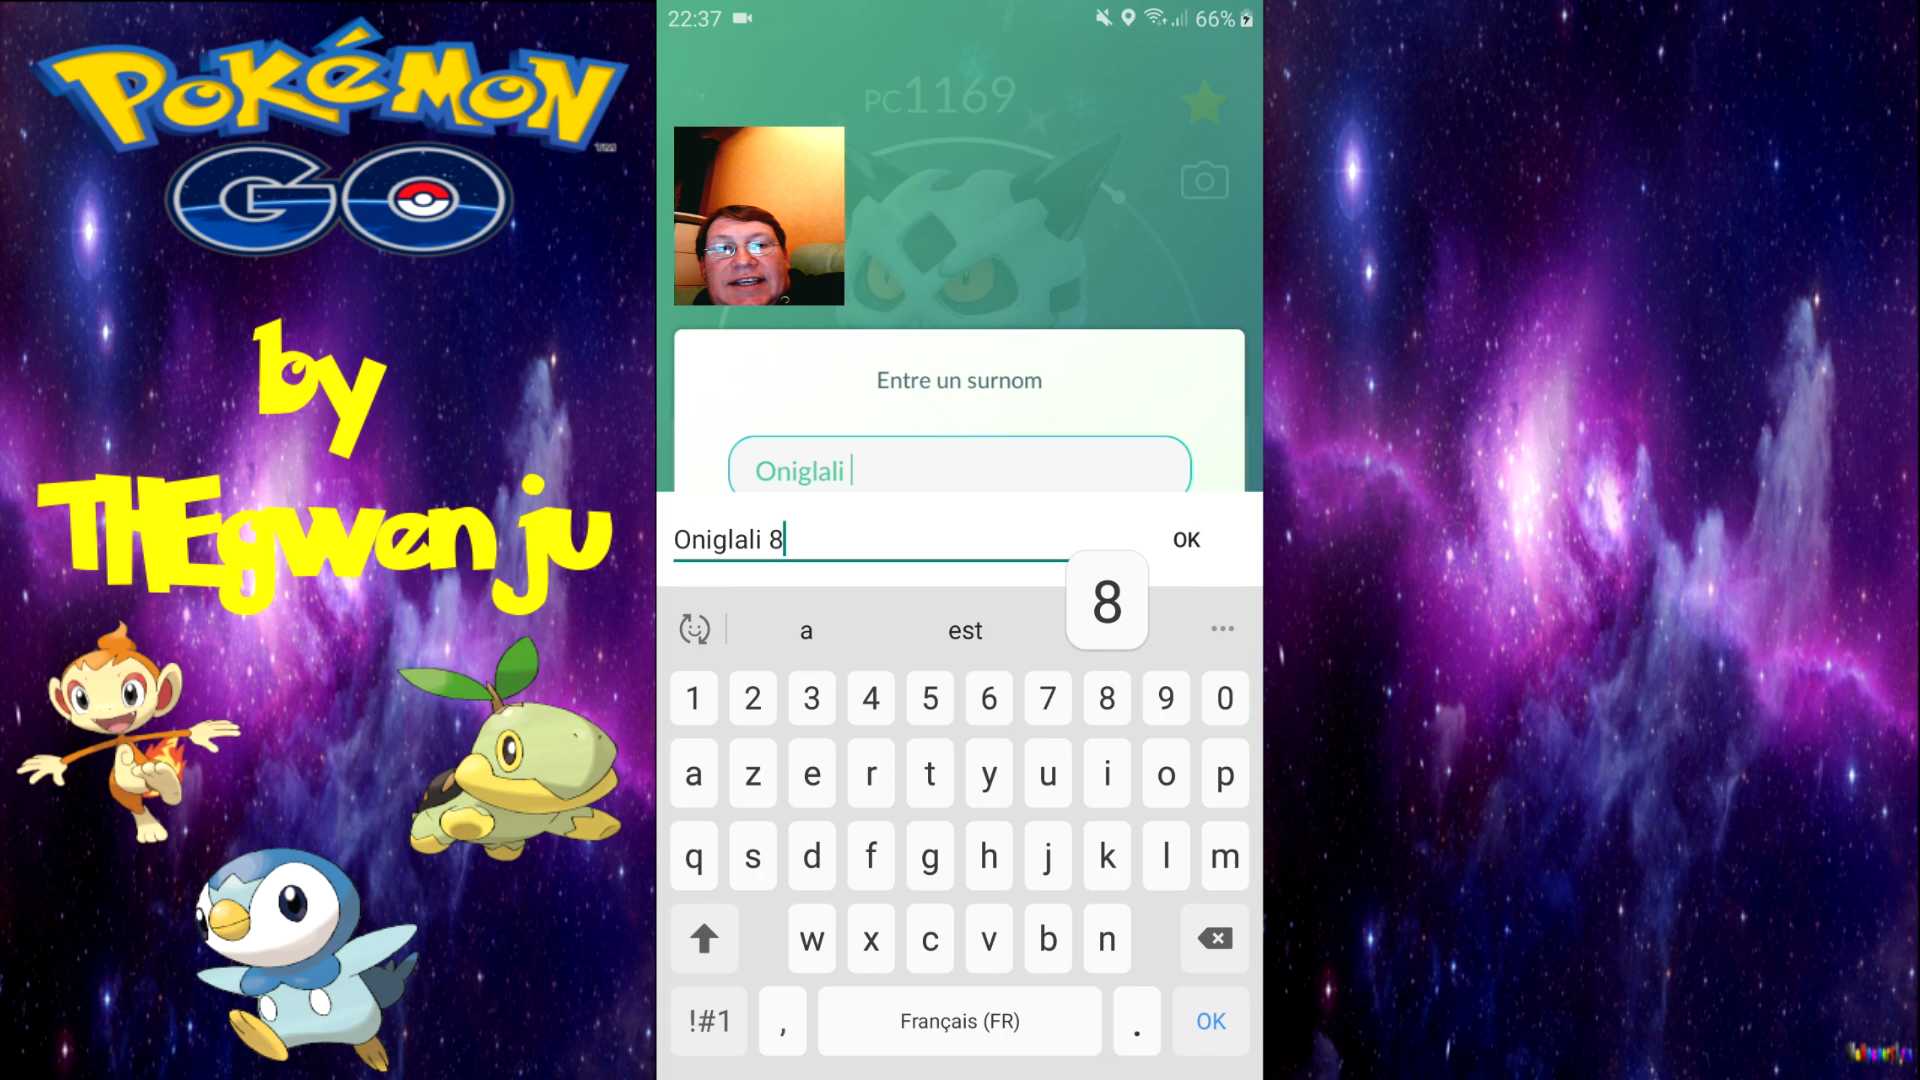 POKéMON
TM
GO
by
THEgwenju
22:37
66%
PC1169
Entre un surnom
Oniglali
Oniglali 8
OK
8
a est
1 2 3 4 5 6 7 8 9 0
a z e r t y u i o p
q s d f g h j k l m
w x c v b n
!#1 , Français (FR) . OK